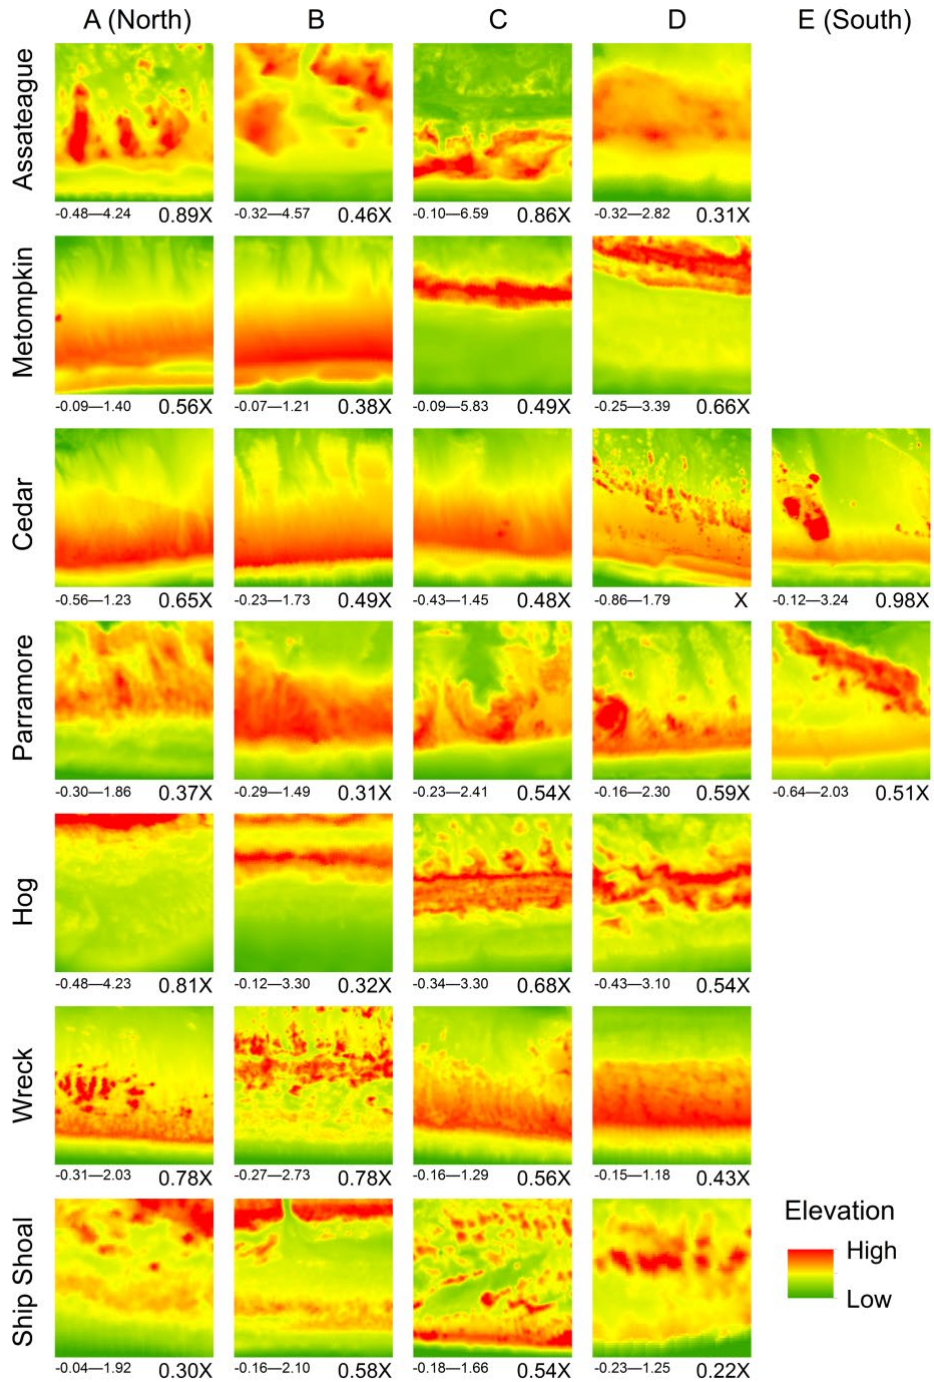 A (North) B C D E (South)
Assateague
-0.48—4.24 0.89X -0.32—4.57 0.46X -0.10—6.59 0.86X -0.32—2.82 0.31X
Metompkin
-0.09—1.40 0.56X -0.07—1.21 0.38X -0.09—5.83 0.49X -0.25—3.39 0.66X
Cedar
-0.56—1.23 0.65X -0.23—1.73 0.49X -0.43—1.45 0.48X -0.86—1.79 X -0.12—3.24 0.98X
Parramore
-0.30—1.86 0.37X -0.29—1.49 0.31X -0.23—2.41 0.54X -0.16—2.30 0.59X -0.64—2.03 0.51X
Hog
-0.48—4.23 0.81X -0.12—3.30 0.32X -0.34—3.30 0.68X -0.43—3.10 0.54X
Wreck
-0.31—2.03 0.78X -0.27—2.73 0.78X -0.16—1.29 0.56X -0.15—1.18 0.43X
Ship Shoal
-0.04—1.92 0.30X -0.16—2.10 0.58X -0.18—1.66 0.54X -0.23—1.25 0.22X
Elevation
High
Low